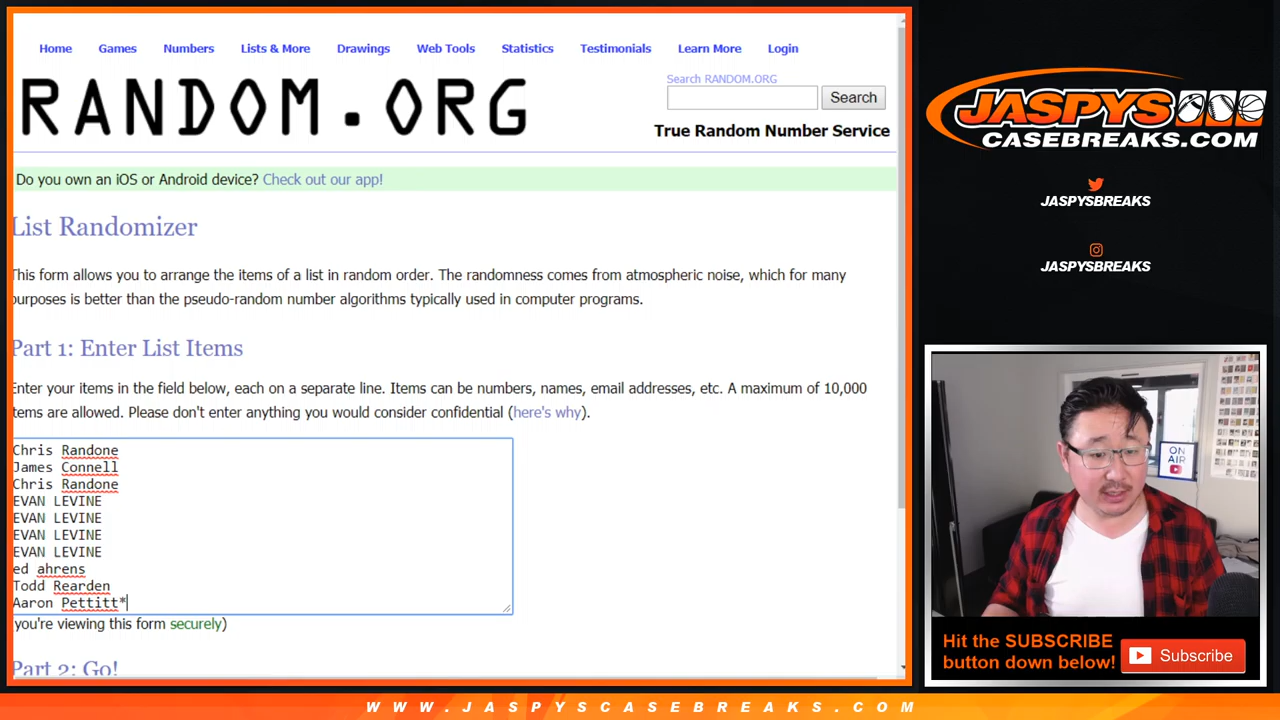 Home Games Numbers Lists & More Drawings Web Tools Statistics Testimonials Learn More Login
RANDOM.ORG
Search RANDOM.ORG
Search
True Random Number Service
Do you own an iOS or Android device? Check out our app!
List Randomizer
This form allows you to arrange the items of a list in random order. The randomness comes from atmospheric noise, which for many
purposes is better than the pseudo-random number algorithms typically used in computer programs.
Part 1: Enter List Items
Enter your items in the field below, each on a separate line. Items can be numbers, names, email addresses, etc. A maximum of 10,000
items are allowed. Please don't enter anything you would consider confidential (here's why).
Chris Randone
James Connell
Chris Randone
EVAN LEVINE
EVAN LEVINE
EVAN LEVINE
EVAN LEVINE
ed ahrens
Todd Rearden
Aaron Pettitt*
(you're viewing this form securely)
Part 2: Go!
JASPYS
CASEBREAKS.COM
JASPYSBREAKS
JASPYSBREAKS
ON
AIR
Hit the SUBSCRIBE
button down below!
Subscribe
WWW.JASPYSCASEBREAKS.COM